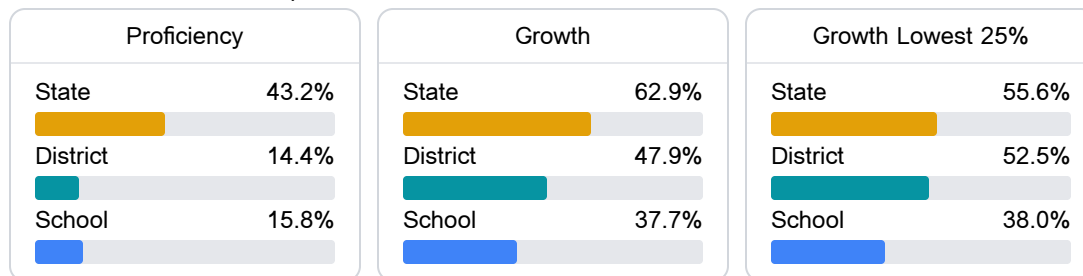 Proficiency
State 43.2%
District 14.4%
School 15.8%
Growth
State 62.9%
District 47.9%
School 37.7%
Growth Lowest 25%
State 55.6%
District 52.5%
School 38.0%